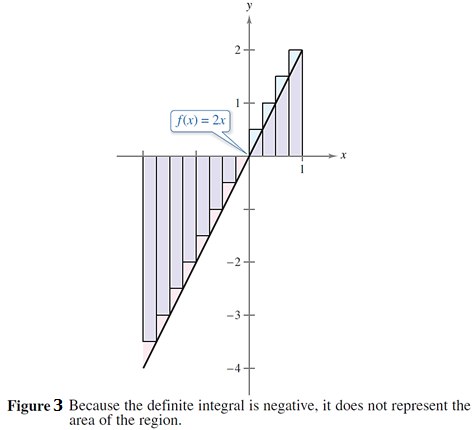 y
2
1
f(x) = 2x
x
1
−2
−3
−4
Figure 3 Because the definite integral is negative, it does not represent the
area of the region.